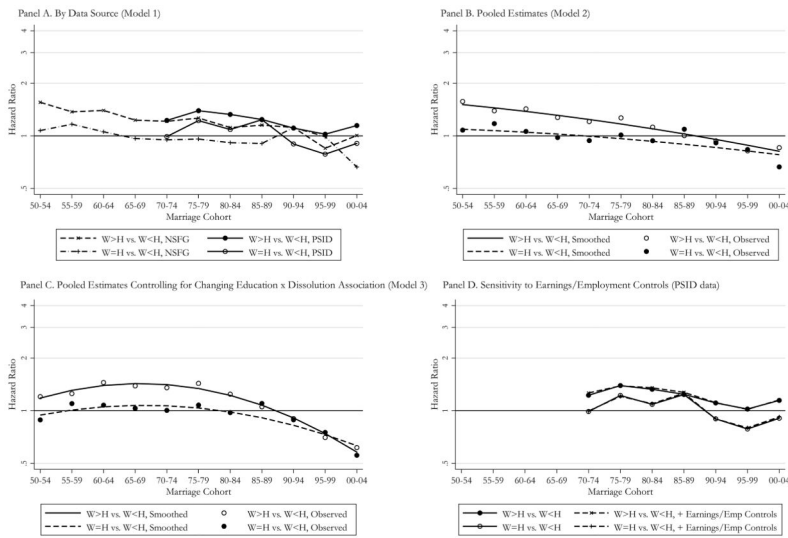 Panel A. By Data Source (Model 1)
4
3
2
1
.5
Hazard Ratio
50-54 55-59 60-64 65-69 70-74 75-79 80-84 85-89 90-94 95-99 00-04
Marriage Cohort
W>H vs. W<H, NSFG W>H vs. W<H, PSID
W=H vs. W<H, NSFG W=H vs. W<H, PSID
Panel B. Pooled Estimates (Model 2)
4
3
2
1
.5
Hazard Ratio
50-54 55-59 60-64 65-69 70-74 75-79 80-84 85-89 90-94 95-99 00-04
Marriage Cohort
W>H vs. W<H, Smoothed W>H vs. W<H, Observed
W=H vs. W<H, Smoothed W=H vs. W<H, Observed
Panel C. Pooled Estimates Controlling for Changing Education x Dissolution Association (Model 3)
4
3
2
1
.5
Hazard Ratio
50-54 55-59 60-64 65-69 70-74 75-79 80-84 85-89 90-94 95-99 00-04
Marriage Cohort
W>H vs. W<H, Smoothed W>H vs. W<H, Observed
W=H vs. W<H, Smoothed W=H vs. W<H, Observed
Panel D. Sensitivity to Earnings/Employment Controls (PSID data)
4
3
2
1
.5
Hazard Ratio
50-54 55-59 60-64 65-69 70-74 75-79 80-84 85-89 90-94 95-99 00-04
Marriage Cohort
W>H vs. W<H W>H vs. W<H, + Earnings/Emp Controls
W=H vs. W<H W=H vs. W<H, + Earnings/Emp Controls